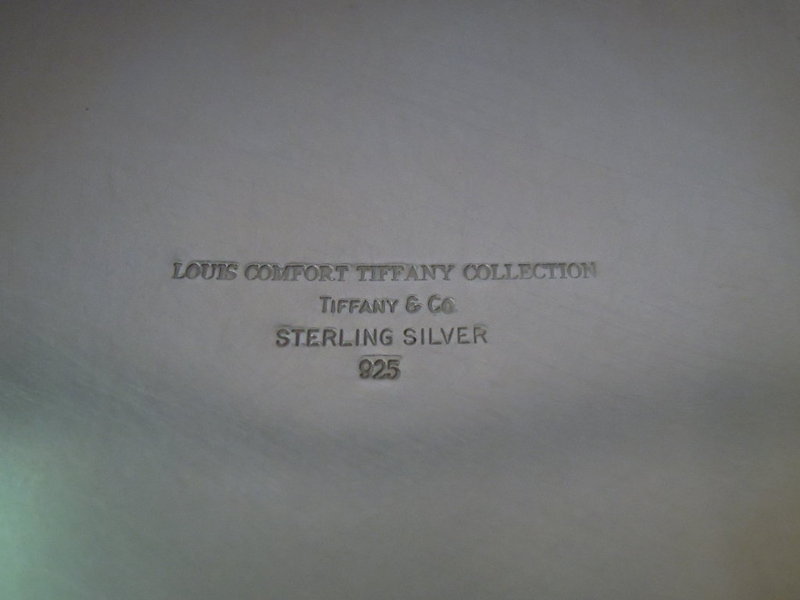 LOUIS COMFORT TIFFANY COLLECTION
TIFFANY & CO.
STERLING SILVER
925